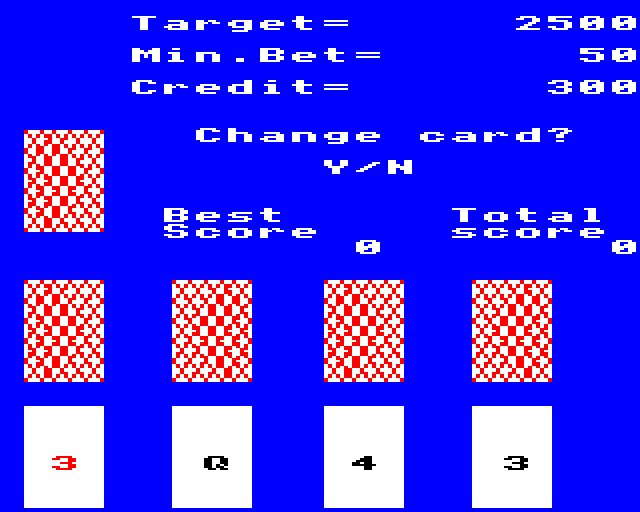 Target= 2500
Min.Bet= 50
Credit= 300
Change card?
Y/N
Best Total
Score score
0 0
3 Q 4 3